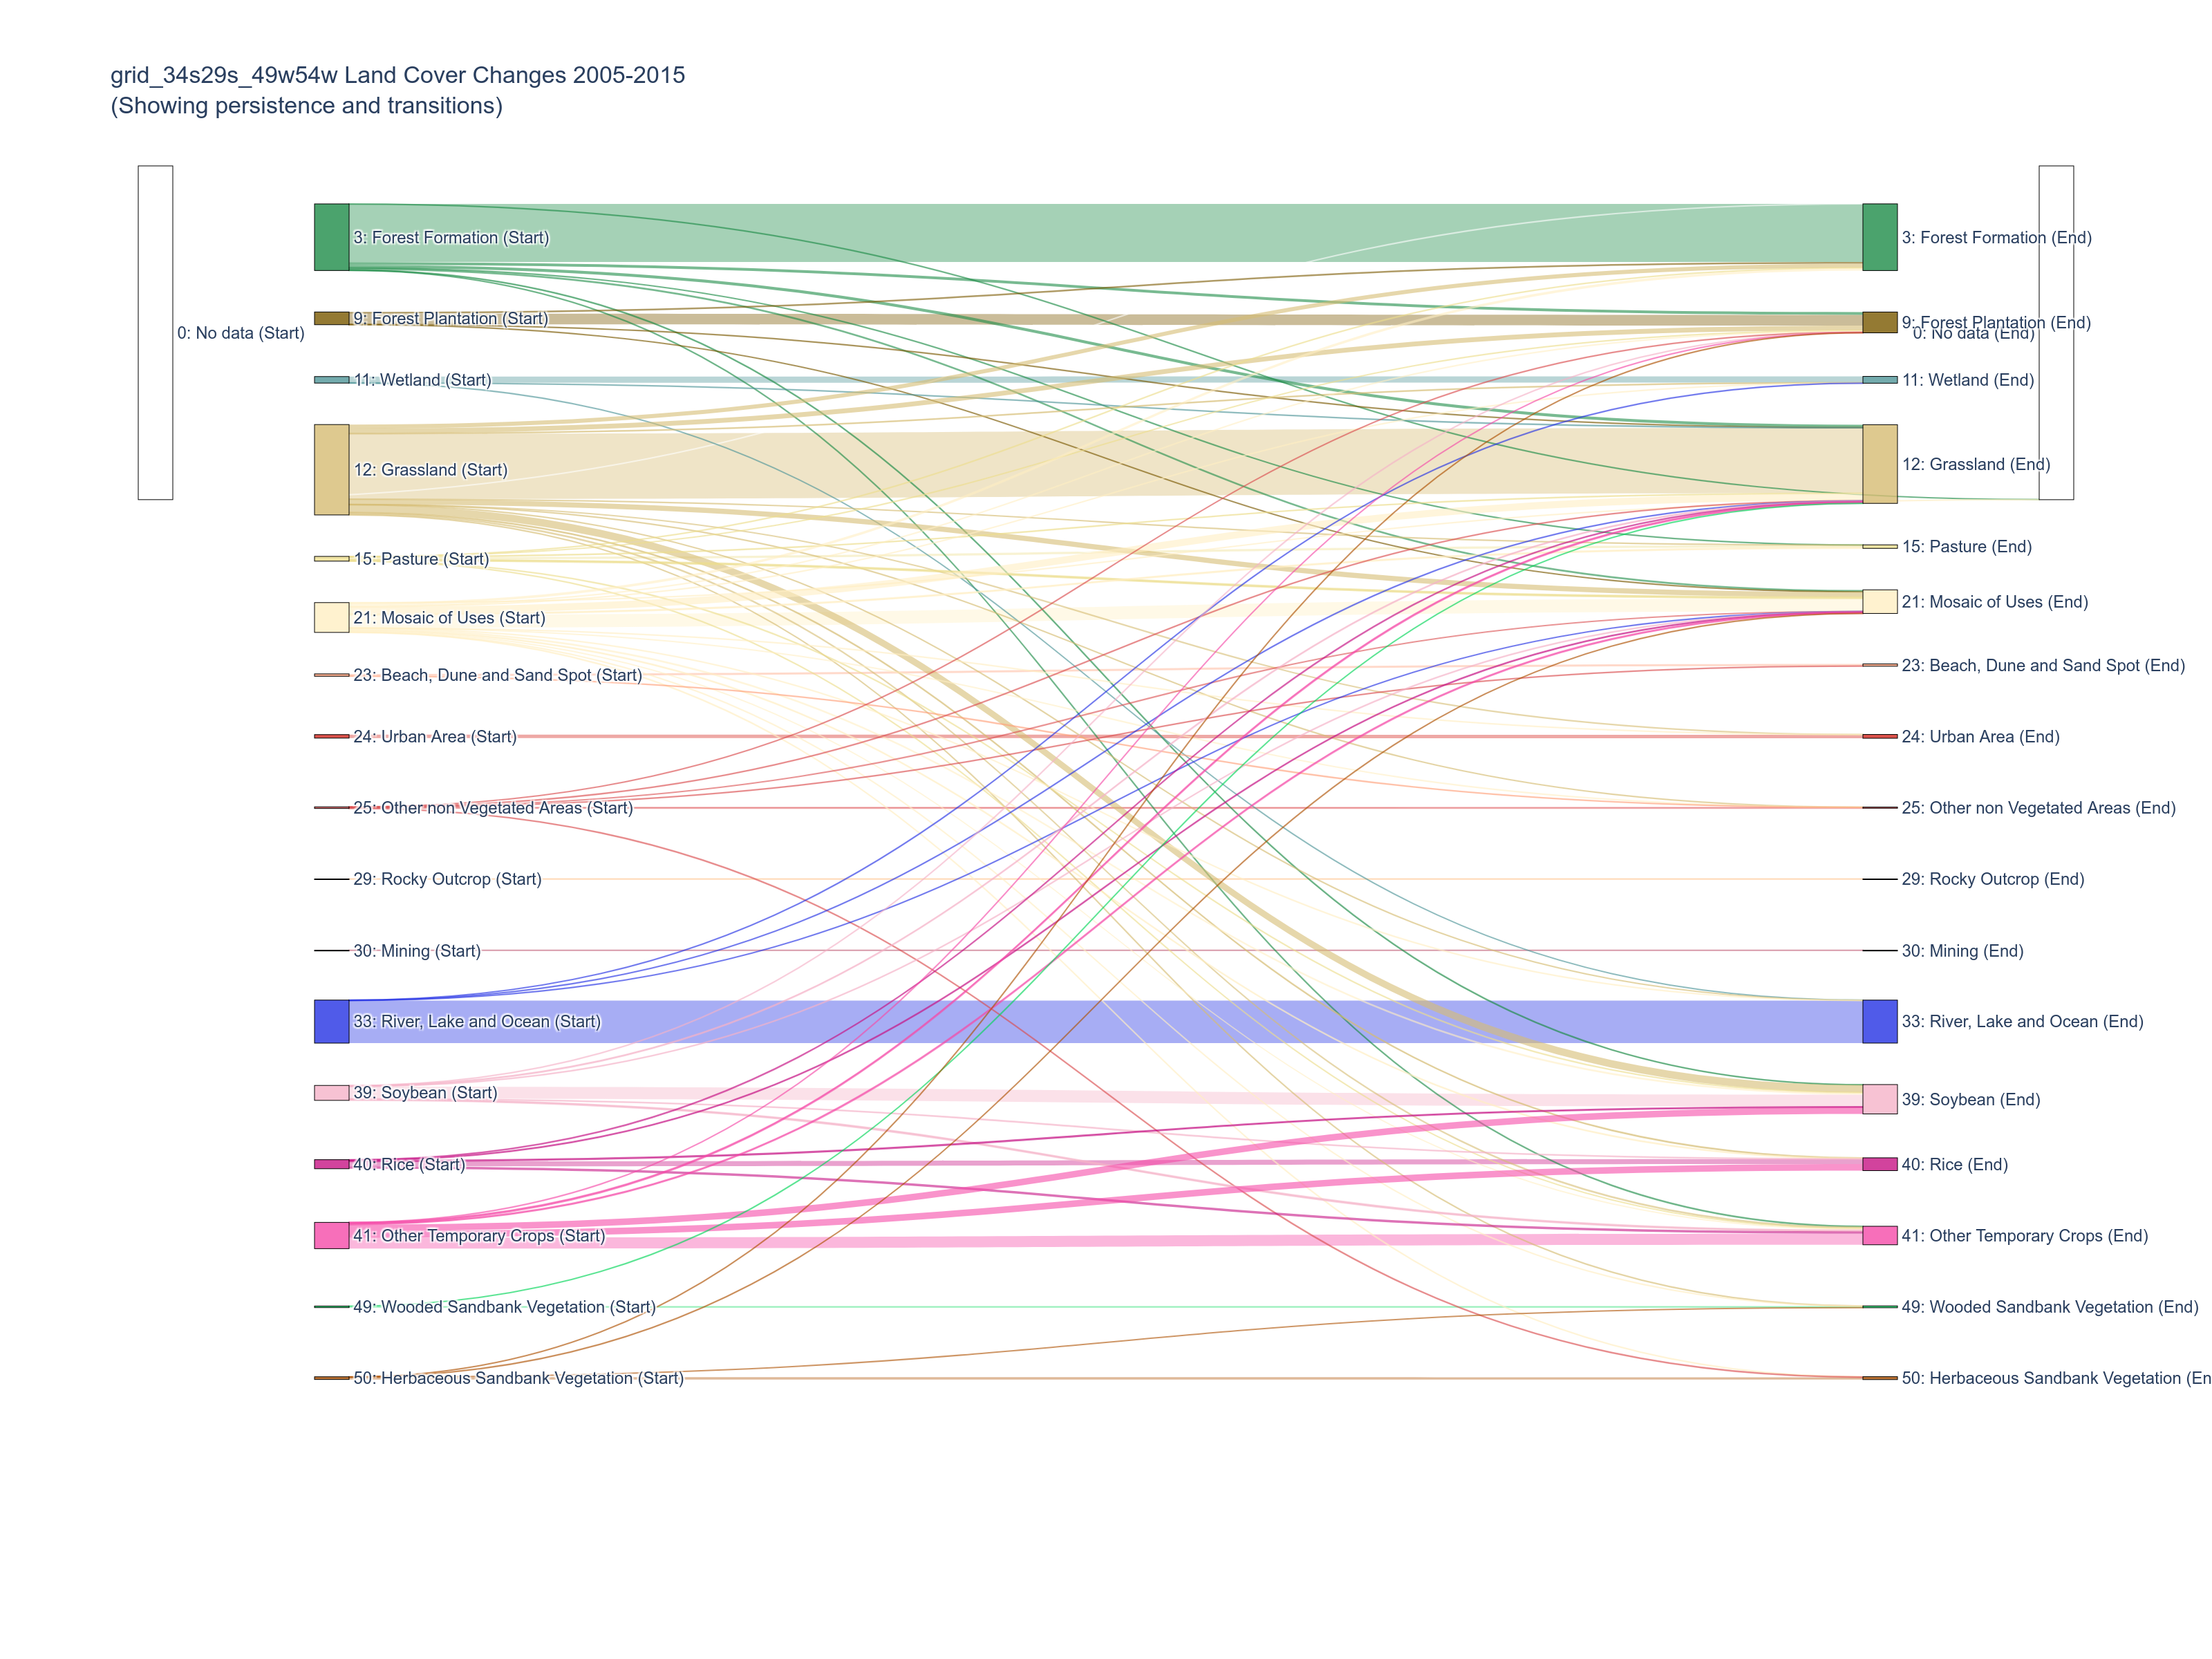 grid_34s29s_49w54w Land Cover Changes 2005-2015
(Showing persistence and transitions)
0: No data (Start)
3: Forest Formation (Start)
9: Forest Plantation (Start)
11: Wetland (Start)
12: Grassland (Start)
15: Pasture (Start)
21: Mosaic of Uses (Start)
23: Beach, Dune and Sand Spot (Start)
24: Urban Area (Start)
25: Other non Vegetated Areas (Start)
29: Rocky Outcrop (Start)
30: Mining (Start)
33: River, Lake and Ocean (Start)
39: Soybean (Start)
40: Rice (Start)
41: Other Temporary Crops (Start)
49: Wooded Sandbank Vegetation (Start)
50: Herbaceous Sandbank Vegetation (Start)
3: Forest Formation (End)
9: Forest Plantation (End)
0: No data (End)
11: Wetland (End)
12: Grassland (End)
15: Pasture (End)
21: Mosaic of Uses (End)
23: Beach, Dune and Sand Spot (End)
24: Urban Area (End)
25: Other non Vegetated Areas (End)
29: Rocky Outcrop (End)
30: Mining (End)
33: River, Lake and Ocean (End)
39: Soybean (End)
40: Rice (End)
41: Other Temporary Crops (End)
49: Wooded Sandbank Vegetation (End)
50: Herbaceous Sandbank Vegetation (En